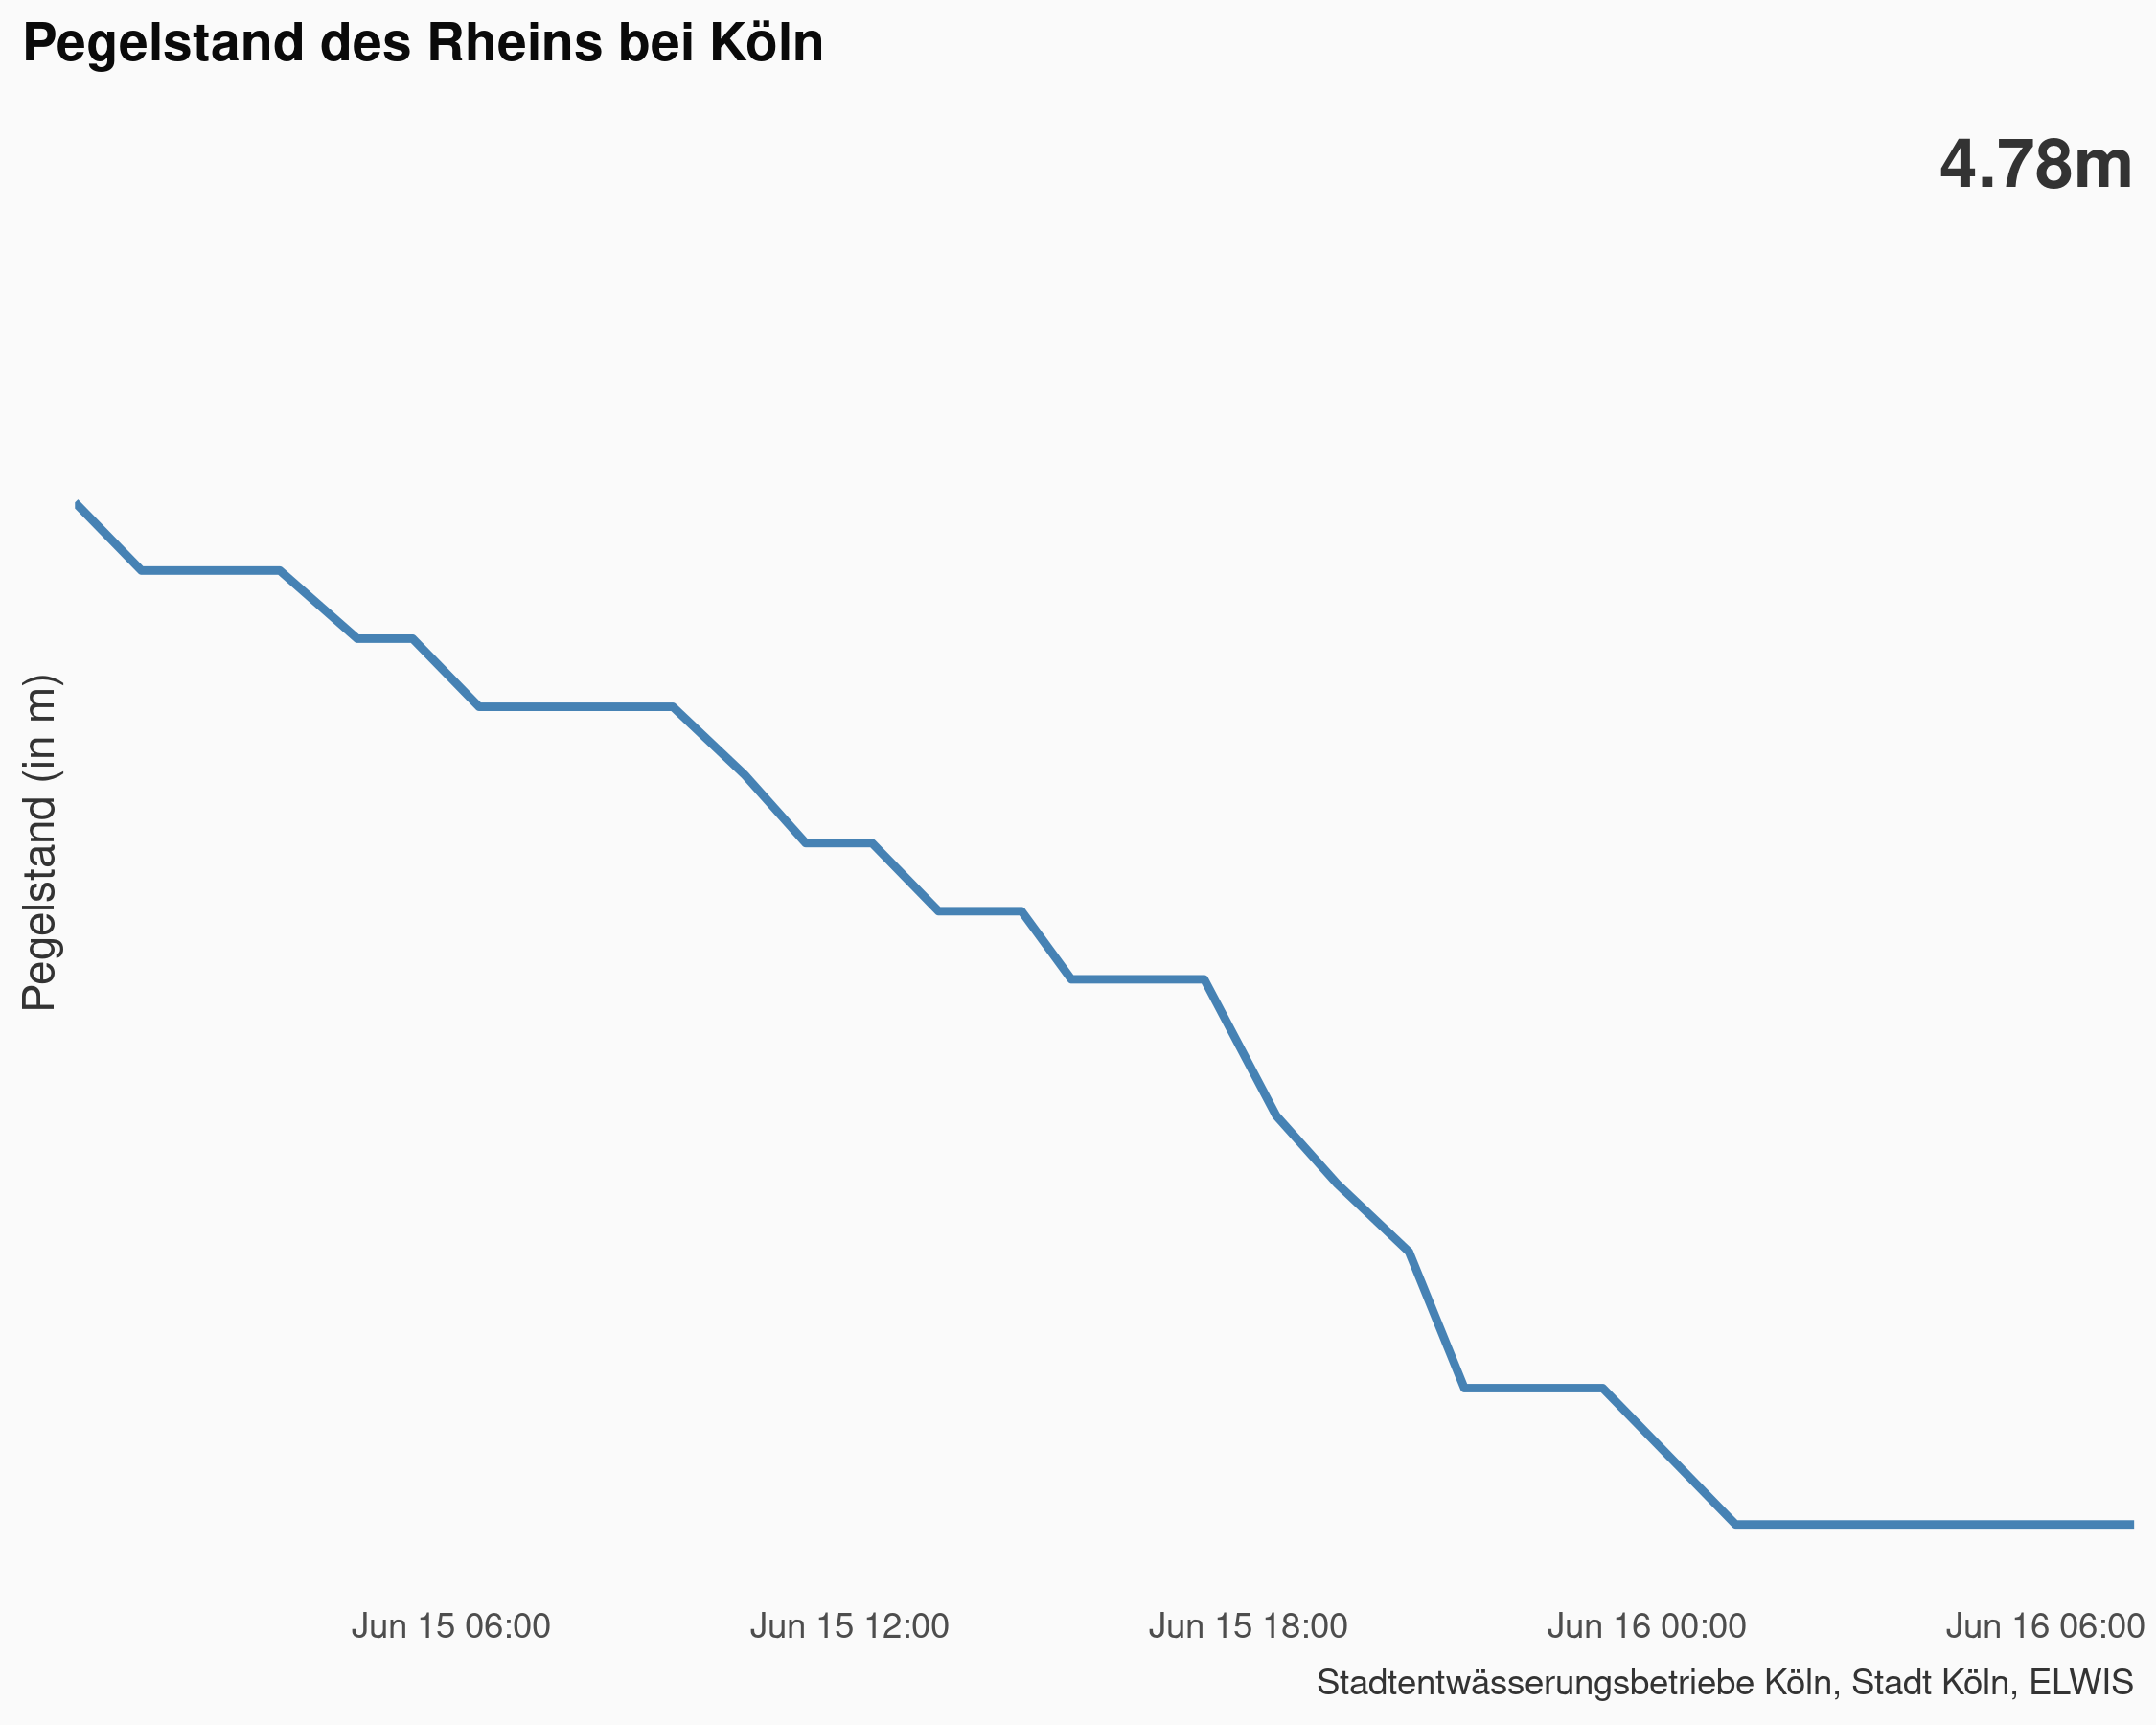 Pegelstand des Rheins bei Köln
4.78m
Pegelstand (in m)
Jun 15 06:00 Jun 15 12:00 Jun 15 18:00 Jun 16 00:00 Jun 16 06:00
Stadtentwässerungsbetriebe Köln, Stadt Köln, ELWIS